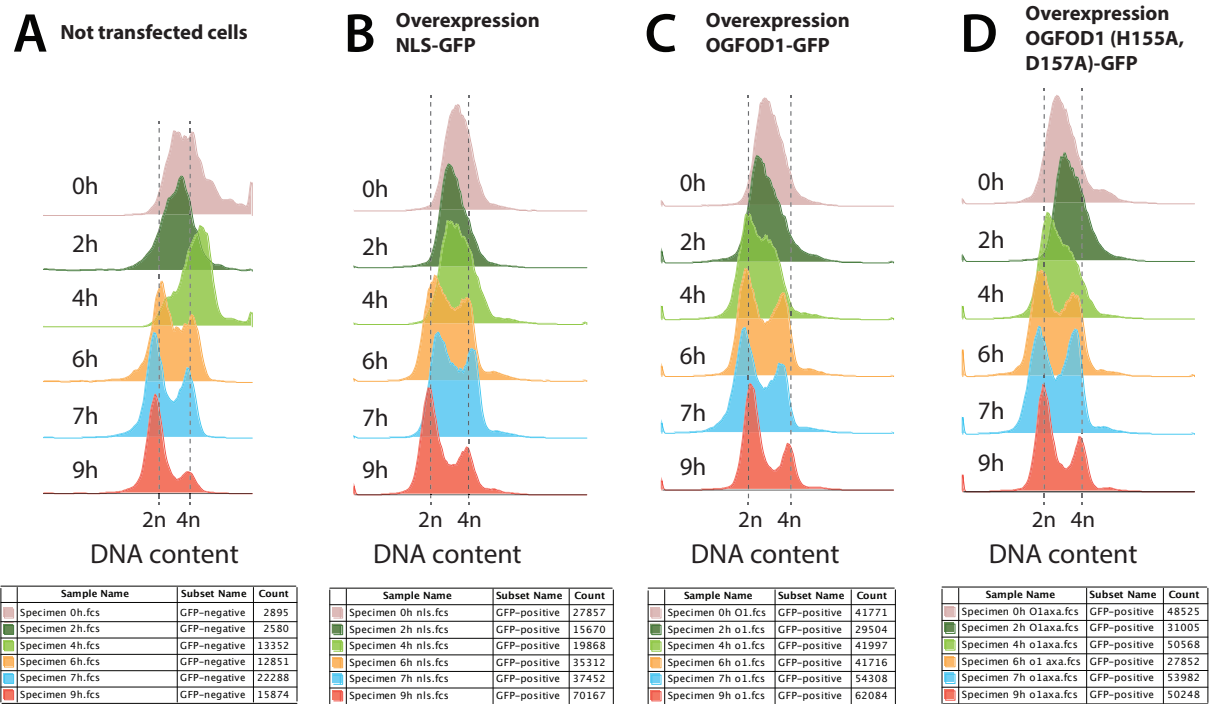 A Not transfected cells
0h
2h
4h
6h
7h
9h
2n 4n
DNA content
Sample Name Subset Name Count
Specimen 0h.fcs GFP-negative 2895
Specimen 2h.fcs GFP-negative 2580
Specimen 4h.fcs GFP-negative 13352
Specimen 6h.fcs GFP-negative 12851
Specimen 7h.fcs GFP-negative 22288
Specimen 9h.fcs GFP-negative 15874
B Overexpression
NLS-GFP
0h
2h
4h
6h
7h
9h
2n 4n
DNA content
Sample Name Subset Name Count
Specimen 0h nls.fcs GFP-positive 27857
Specimen 2h nls.fcs GFP-positive 15670
Specimen 4h nls.fcs GFP-positive 19868
Specimen 6h nls.fcs GFP-positive 35312
Specimen 7h nls.fcs GFP-positive 37452
Specimen 9h nls.fcs GFP-positive 70167
C Overexpression
OGFOD1-GFP
0h
2h
4h
6h
7h
9h
2n 4n
DNA content
Sample Name Subset Name Count
Specimen 0h O1.fcs GFP-positive 41771
Specimen 2h o1.fcs GFP-positive 29504
Specimen 4h o1.fcs GFP-positive 41997
Specimen 6h o1.fcs GFP-positive 41716
Specimen 7h o1.fcs GFP-positive 54308
Specimen 9h o1.fcs GFP-positive 62084
D Overexpression
OGFOD1 (H155A,
D157A)-GFP
0h
2h
4h
6h
7h
9h
2n 4n
DNA content
Sample Name Subset Name Count
Specimen 0h O1axa.fcs GFP-positive 48525
Specimen 2h O1axa.fcs GFP-positive 31005
Specimen 4h o1axa.fcs GFP-positive 50568
Specimen 6h o1 axa.fcs GFP-positive 27852
Specimen 7h o1axa.fcs GFP-positive 53982
Specimen 9h o1axa.fcs GFP-positive 50248